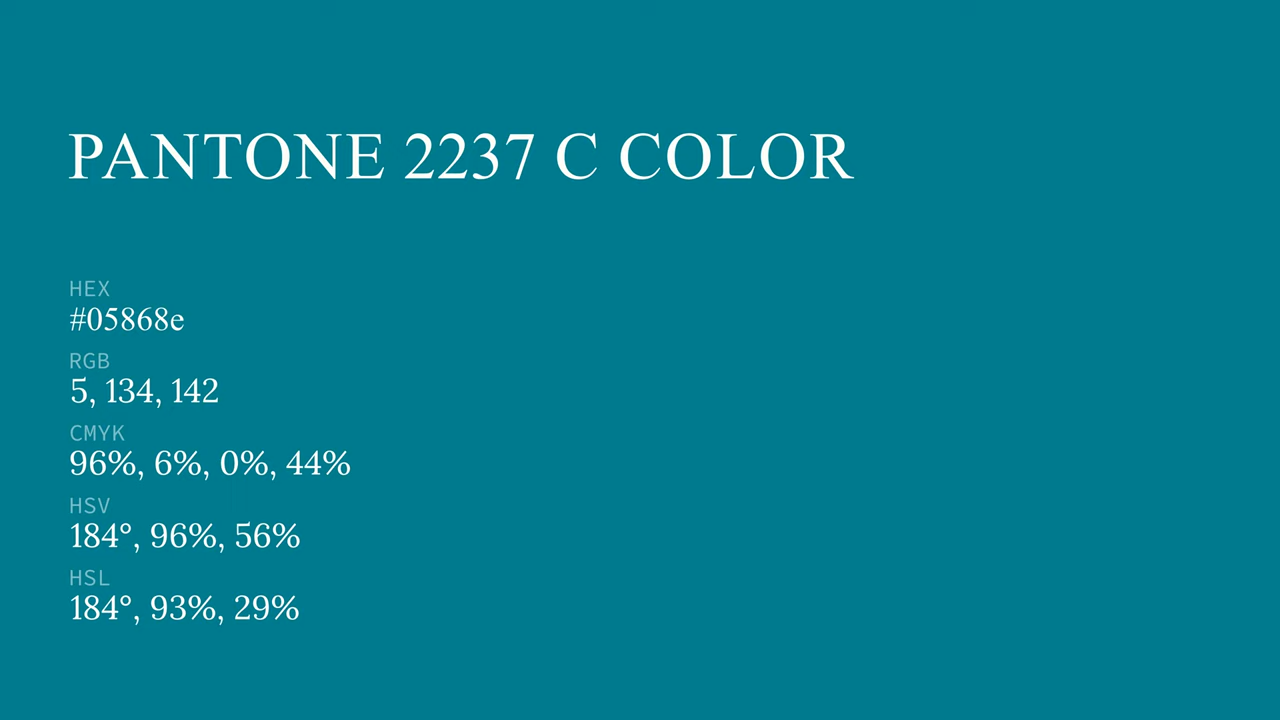 PANTONE 2237 C COLOR
HEX
#05868e
RGB
5, 134, 142
CMYK
96%, 6%, 0%, 44%
HSV
184°, 96%, 56%
HSL
184°, 93%, 29%